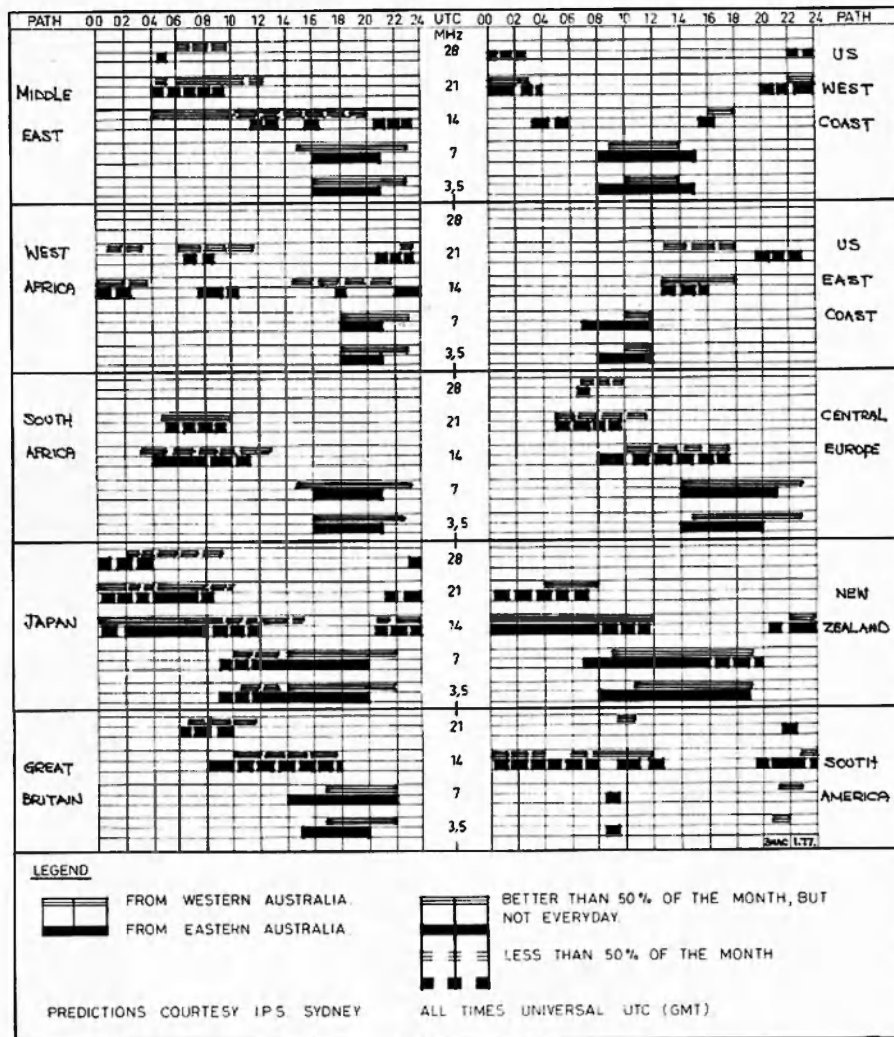 PATH 00 02 04 06 08 10 12 14 16 18 20 22 24 UTC 00 02 04 06 08 10 12 14 16 18 20 22 24 PATH
MHz
28
21
14
7
3,5
MIDDLE
EAST
US
WEST
COAST
28
21
14
7
3,5
WEST
AFRICA
US
EAST
COAST
28
21
14
7
3,5
SOUTH
AFRICA
CENTRAL
EUROPE
28
21
14
7
3,5
JAPAN
NEW
ZEALAND
21
14
7
3,5
GREAT
BRITAIN
SOUTH
AMERICA
1.77.
LEGEND
FROM WESTERN AUSTRALIA.
FROM EASTERN AUSTRALIA.
BETTER THAN 50% OF THE MONTH, BUT
NOT EVERYDAY.
LESS THAN 50% OF THE MONTH
PREDICTIONS COURTESY I.P.S. SYDNEY
ALL TIMES UNIVERSAL UTC (GMT)